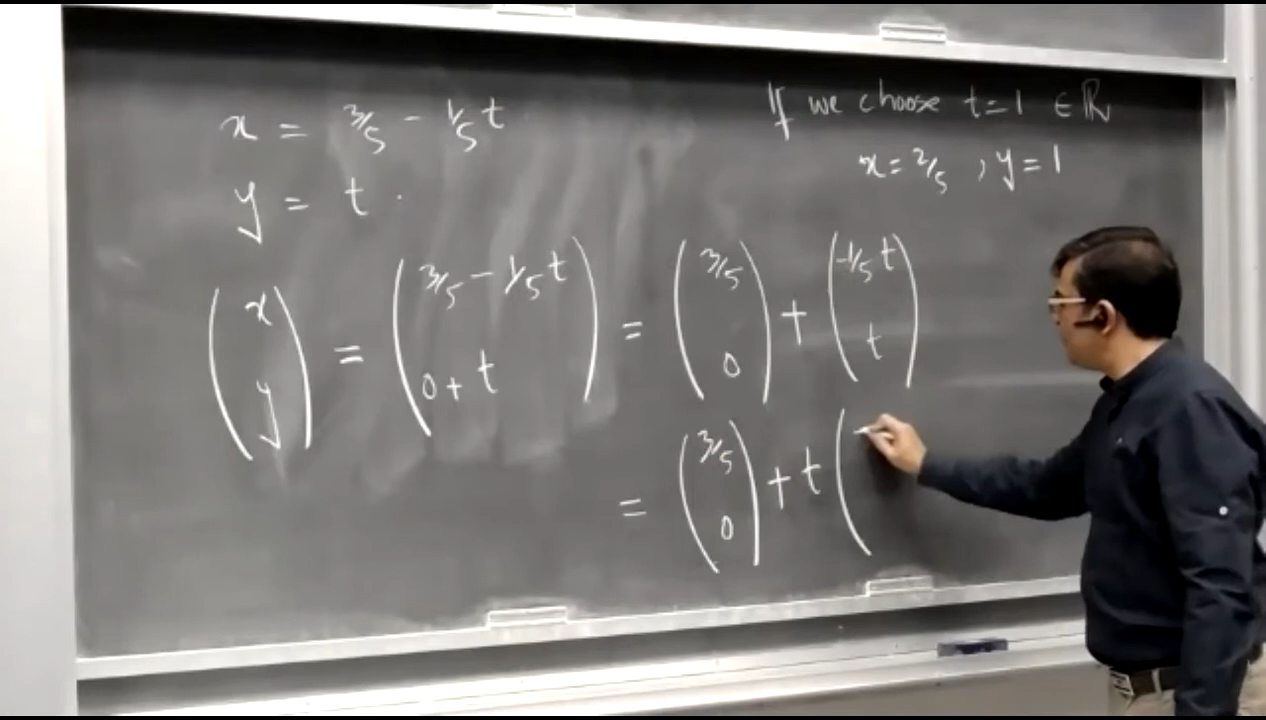 x = 3/5 - 1/5 t
y = t.
If we choose t=1 ∈ ℝ
x = 2/5 , y = 1
(x y) = (3/5 - 1/5 t 0 + t) = (3/5 0) + (-1/5 t t)
= (3/5 0) + t (-